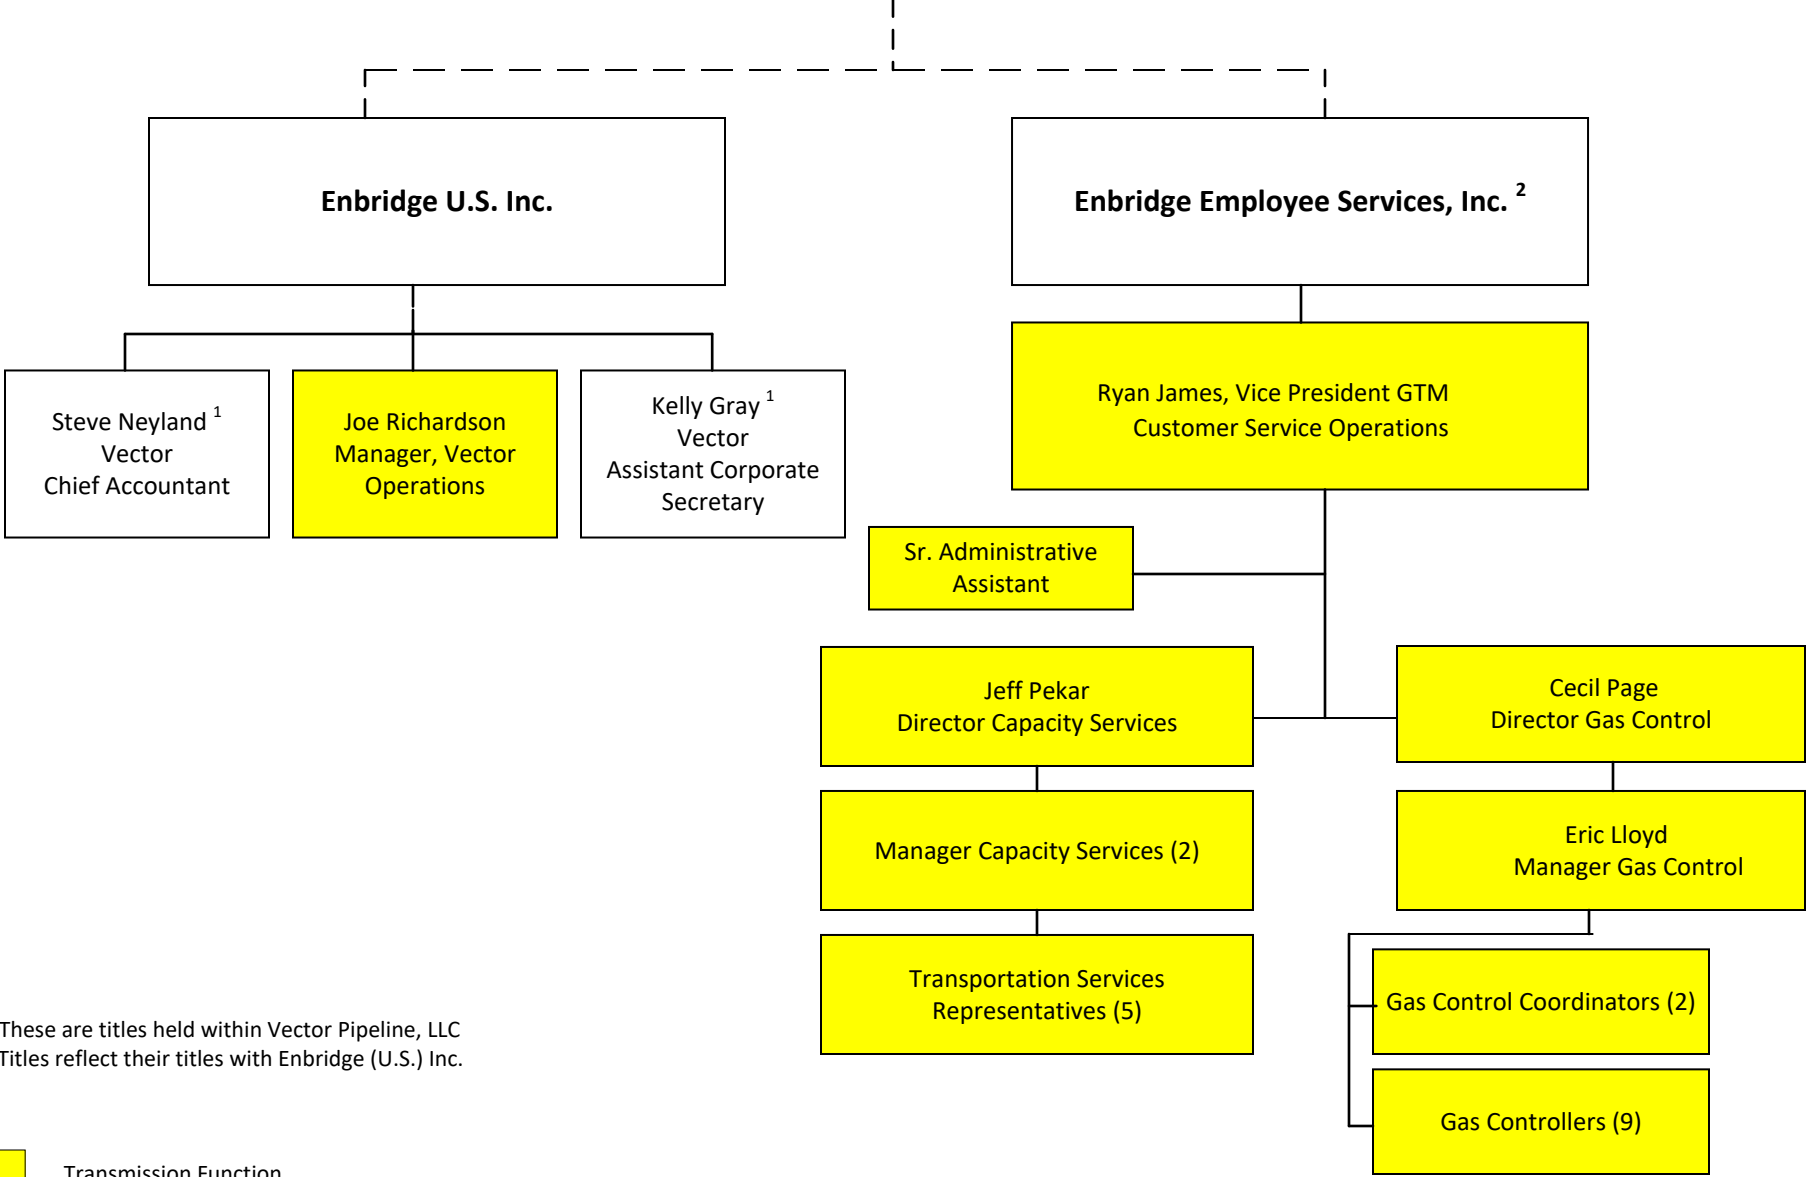 Enbridge U.S. Inc.
Enbridge Employee Services, Inc. 2
Steve Neyland 1
Vector
Chief Accountant
Joe Richardson
Manager, Vector
Operations
Kelly Gray 1
Vector
Assistant Corporate
Secretary
Ryan James, Vice President GTM
Customer Service Operations
Sr. Administrative
Assistant
Jeff Pekar
Director Capacity Services
Cecil Page
Director Gas Control
Manager Capacity Services (2)
Eric Lloyd
Manager Gas Control
Transportation Services
Representatives (5)
Gas Control Coordinators (2)
Gas Controllers (9)
These are titles held within Vector Pipeline, LLC
Titles reflect their titles with Enbridge (U.S.) Inc.
Transmission Function